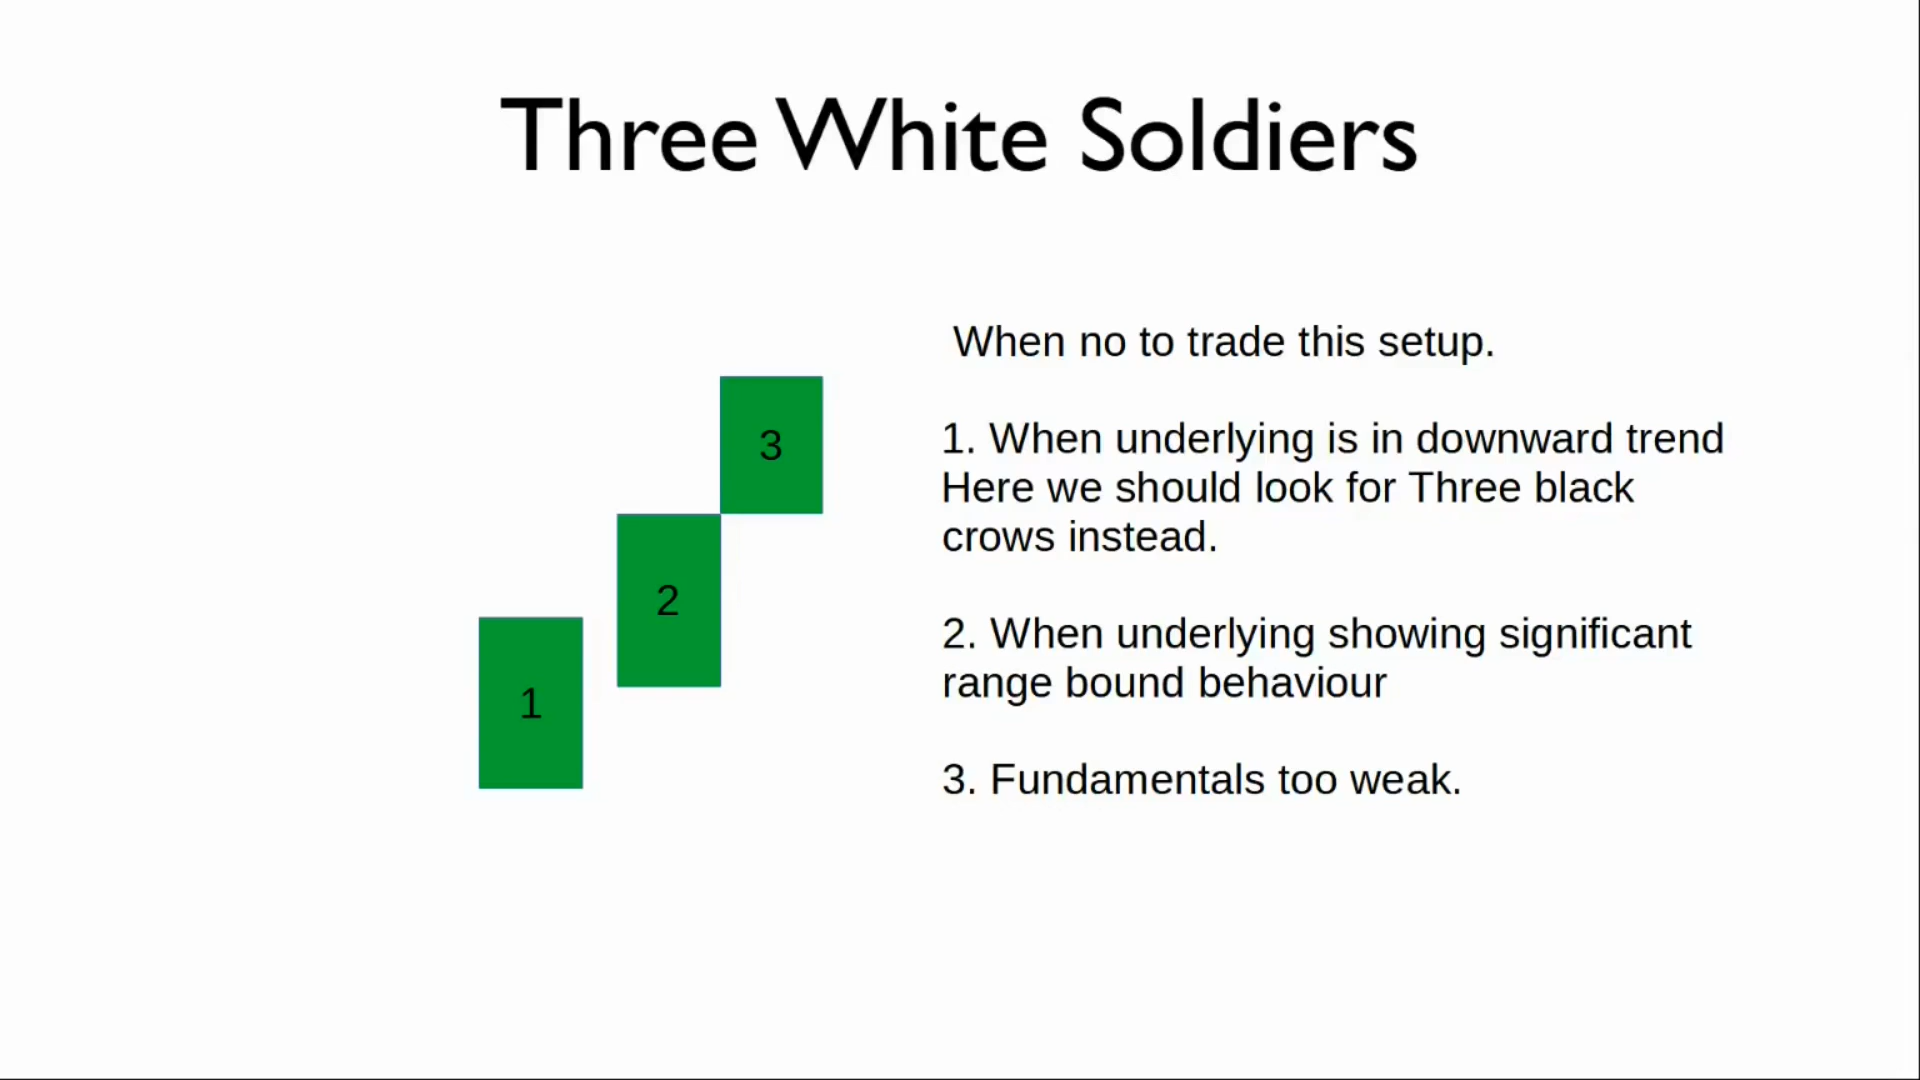 Three White Soldiers
When no to trade this setup.
3
1. When underlying is in downward trend
Here we should look for Three black
crows instead.
2
2. When underlying showing significant
range bound behaviour
1
3. Fundamentals too weak.